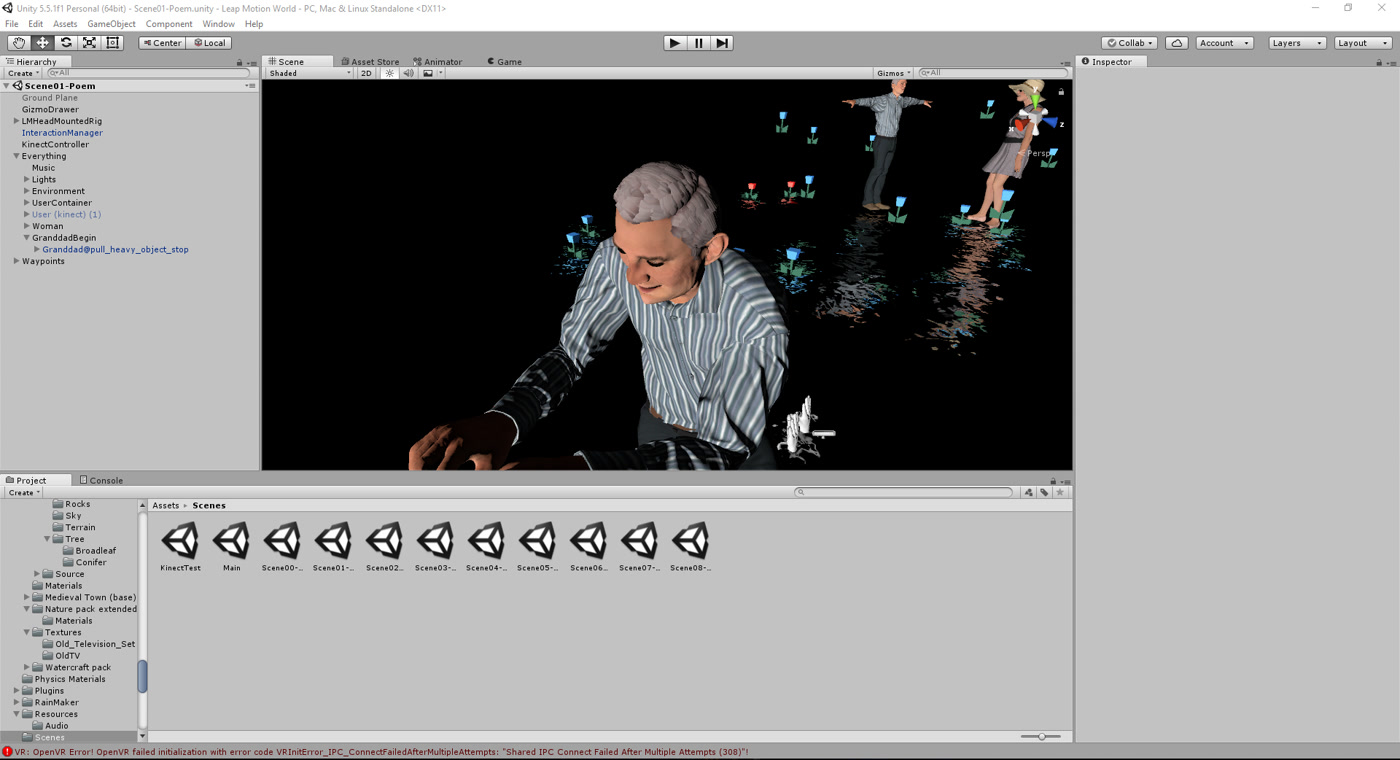 Unity 5.5.1f1 Personal (64bit) - Scene01-Poem.unity - Leap Motion World - PC, Mac & Linux Standalone <DX11>
File Edit Assets GameObject Component Window Help
Center Local Collab Account Layers Layout
Hierarchy
Create All
Scene01-Poem
Ground Plane
GizmoDrawer
LMHeadMountedRig
InteractionManager
KinectController
Everything
Music
Lights
Environment
UserContainer
User (kinect) (1)
Woman
GranddadBegin
Granddad@pull_heavy_object_stop
Waypoints
Scene Asset Store Animator Game
Shaded 2D Gizmos All
y
x z
Persp
Inspector
Project Console
Create
Rocks
Sky
Terrain
Tree
Broadleaf
Conifer
Source
Materials
Medieval Town (base)
Nature pack extended
Materials
Textures
Old_Television_Set
OldTV
Watercraft pack
Physics Materials
Plugins
RainMaker
Resources
Audio
Scenes
Assets Scenes
KinectTest Main Scene00-.. Scene01-.. Scene02.. Scene03-.. Scene04-.. Scene05-.. Scene06.. Scene07-.. Scene08-..
VR: OpenVR Error! OpenVR failed initialization with error code VRInitError_IPC_ConnectFailedAfterMultipleAttempts: "Shared IPC Connect Failed After Multiple Attempts (308)"!